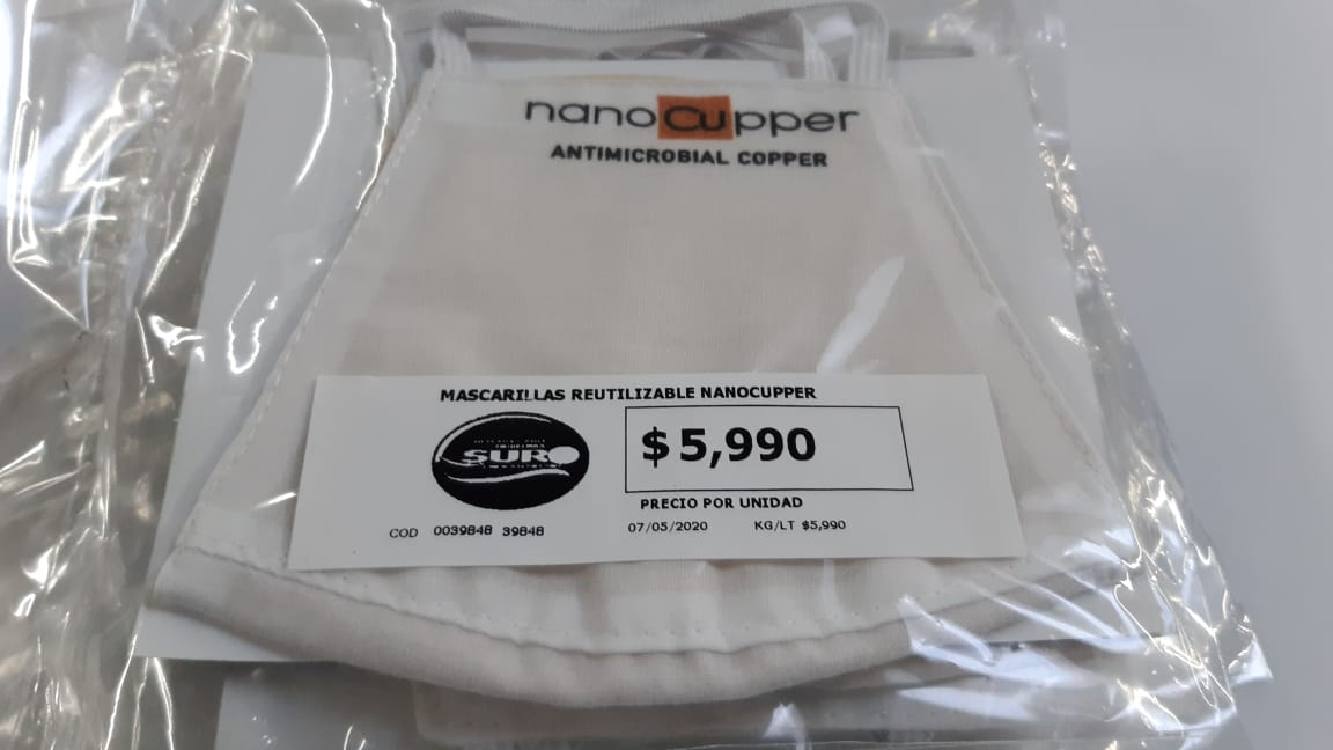 nanoCupper
ANTIMICROBIAL COPPER
MASCARILLAS REUTILIZABLE NANOCUPPER
SUR
$5,990
PRECIO POR UNIDAD
COD 0039848 39848
07/05/2020 KG/LT $5,990